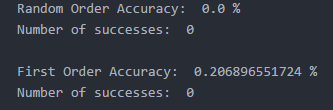 Random Order Accuracy:  0.0 %
Number of successes:  0

First Order Accuracy:  0.206896551724 %
Number of successes:  0